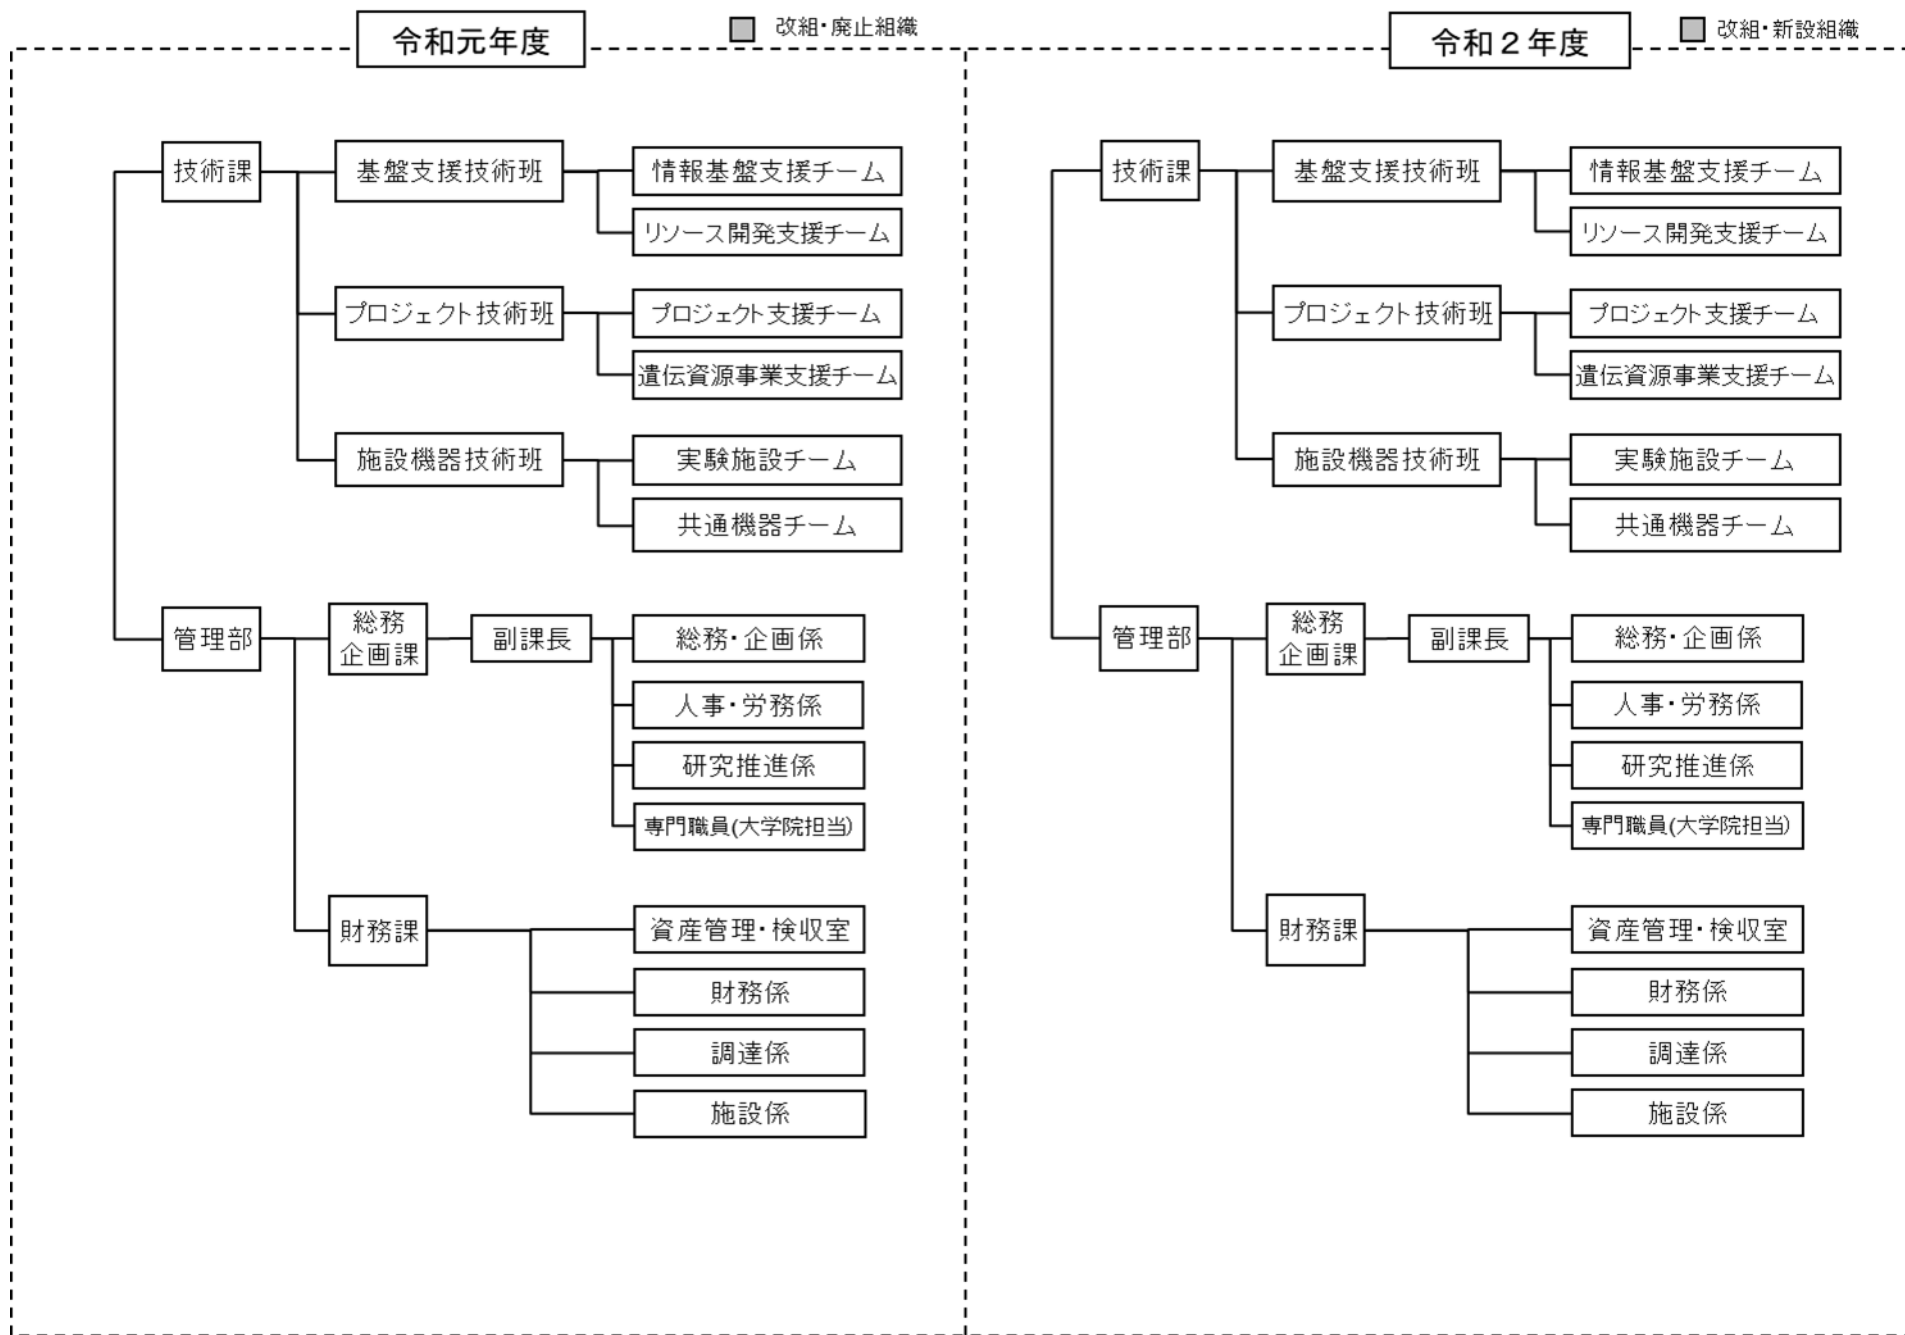 令和元年度
改組・廃止組織
技術課
基盤支援技術班
情報基盤支援チーム
リソース開発支援チーム
プロジェクト技術班
プロジェクト支援チーム
遺伝資源事業支援チーム
施設機器技術班
実験施設チーム
共通機器チーム
管理部
総務
企画課
副課長
総務・企画係
人事・労務係
研究推進係
専門職員(大学院担当)
財務課
資産管理・検収室
財務係
調達係
施設係
令和２年度
改組・新設組織
技術課
基盤支援技術班
情報基盤支援チーム
リソース開発支援チーム
プロジェクト技術班
プロジェクト支援チーム
遺伝資源事業支援チーム
施設機器技術班
実験施設チーム
共通機器チーム
管理部
総務
企画課
副課長
総務・企画係
人事・労務係
研究推進係
専門職員(大学院担当)
財務課
資産管理・検収室
財務係
調達係
施設係